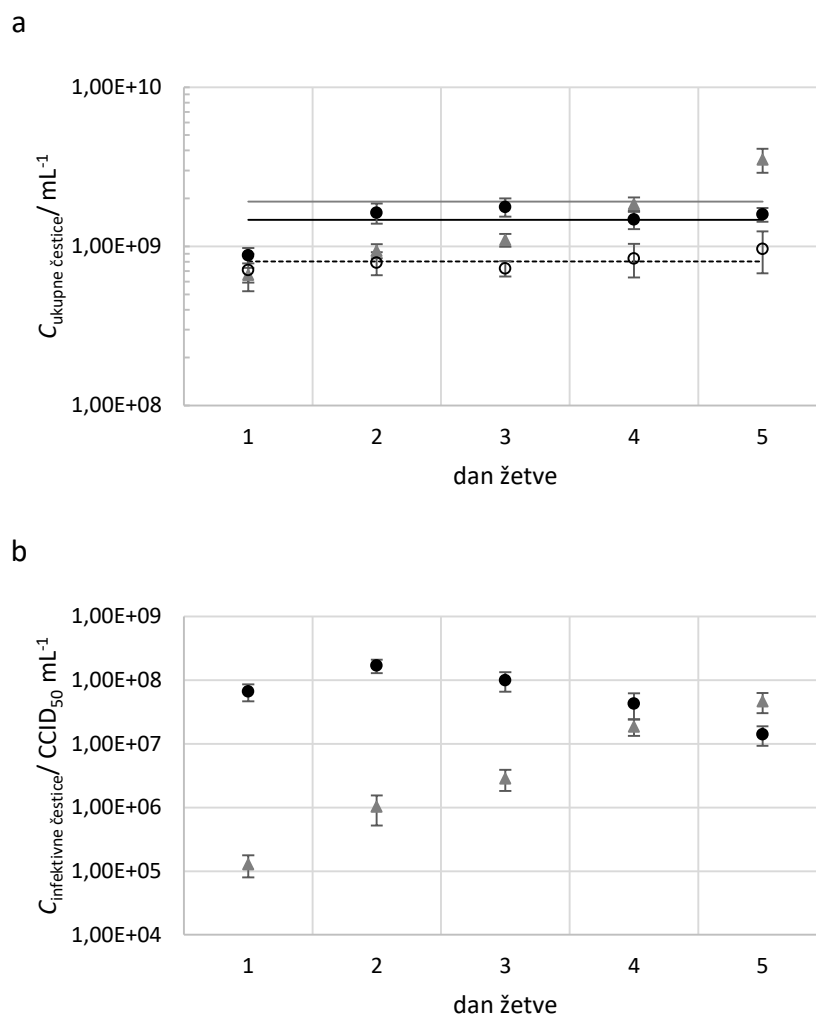 a
1,00E+10
1,00E+09
1,00E+08
Cukupne čestice/ mL-1
1 2 3 4 5
dan žetve
b
1,00E+09
1,00E+08
1,00E+07
1,00E+06
1,00E+05
1,00E+04
Cinfektivne čestice/ CCID50 mL-1
1 2 3 4 5
dan žetve